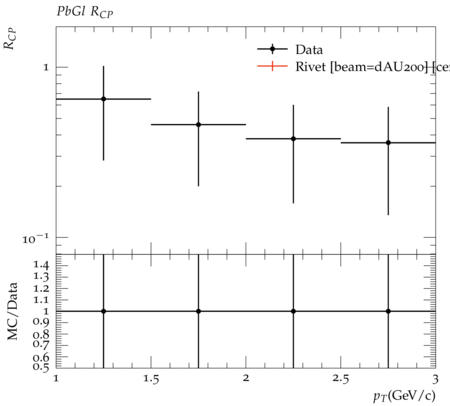 PbGl R_CP
R_CP
Data
Rivet [beam=dAU200] [ce
1
10^−1
MC/Data
1.4
1.3
1.2
1.1
1
0.9
0.8
0.7
0.6
0.5
1 1.5 2 2.5 3
p_T(GeV/c)